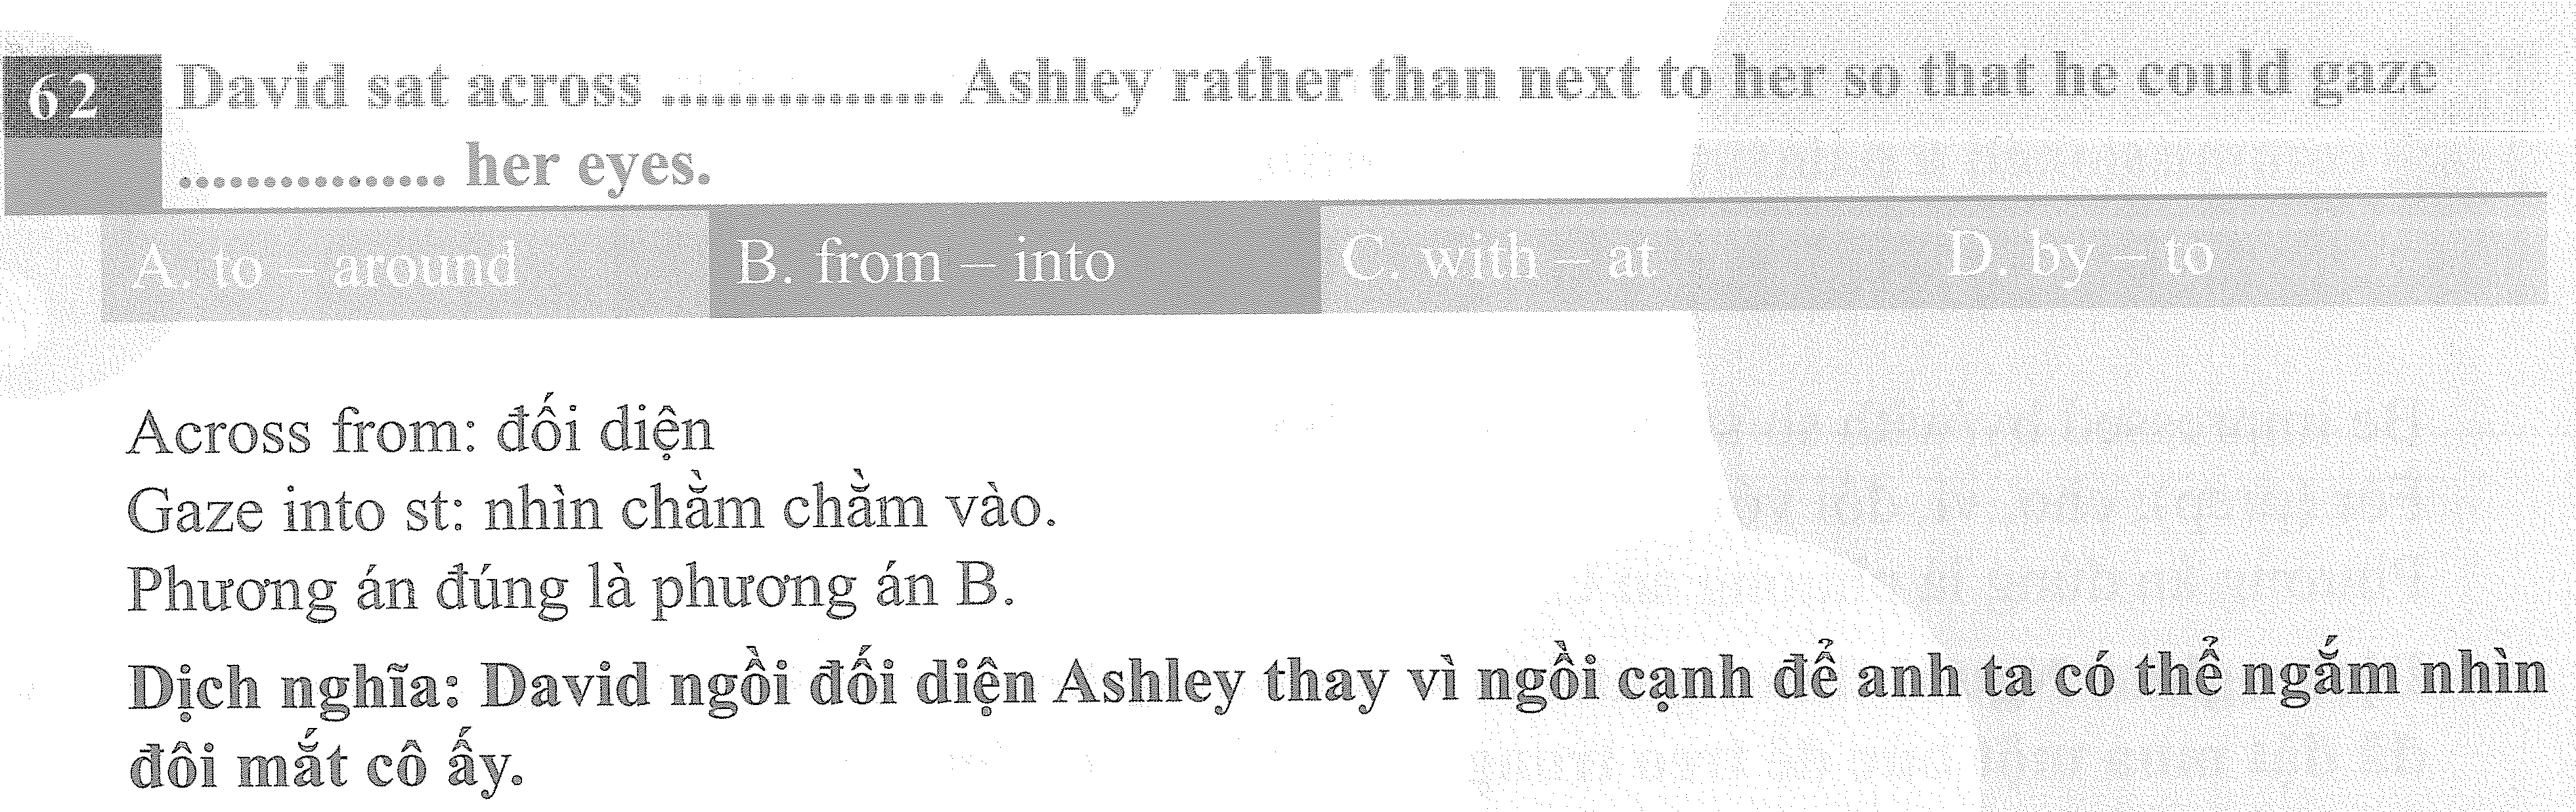 62 David sat across ................. Ashley rather than next to her so that he could gaze
................ her eyes.
A. to – around B. from – into C. with – at D. by – to
Across from: đối diện
Gaze into st: nhìn chằm chằm vào.
Phương án đúng là phương án B.
Dịch nghĩa: David ngồi đối diện Ashley thay vì ngồi cạnh để anh ta có thể ngắm nhìn
đôi mắt cô ấy.